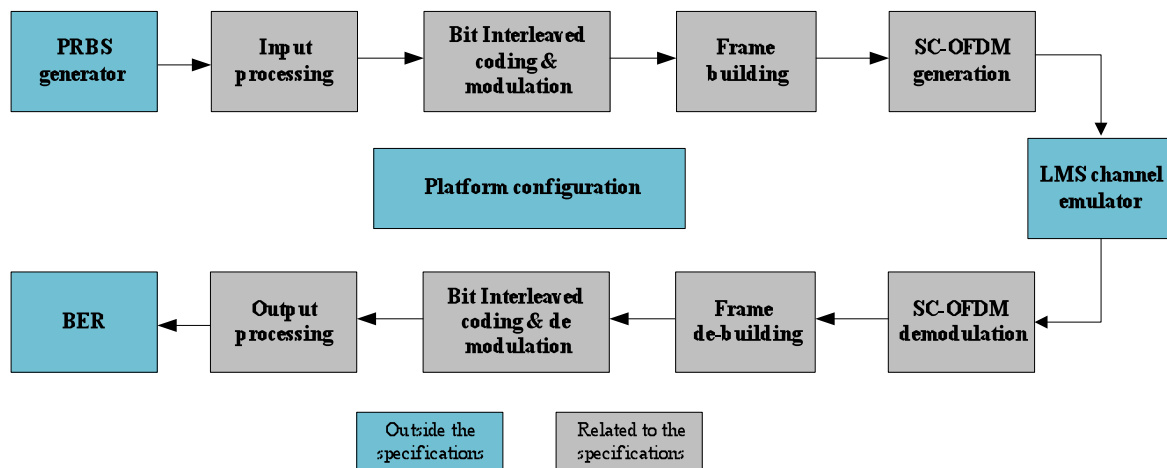 PRBS
generator
Input
processing
Bit Interleaved
coding &
modulation
Frame
building
SC-OFDM
generation
LMS channel
emulator
Platform configuration
BER
Output
processing
Bit Interleaved
coding & de
modulation
Frame
de-building
SC-OFDM
demodulation
Outside the
specifications
Related to the
specifications